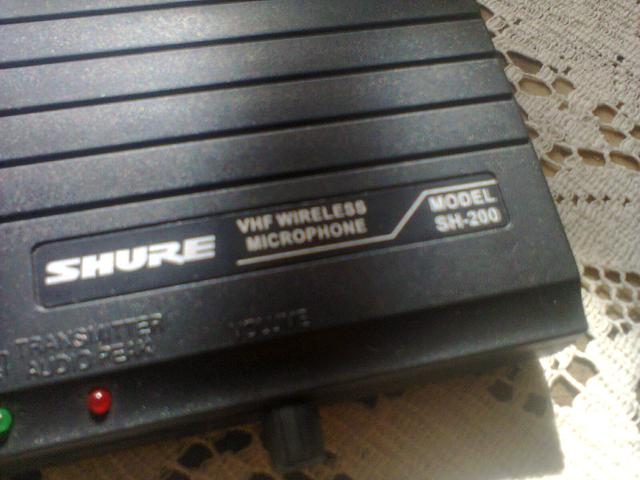 SHURE
VHF WIRELESS
MICROPHONE
MODEL
SH-200
TRANSMITTER
AUDIO PEAK
VOLUME